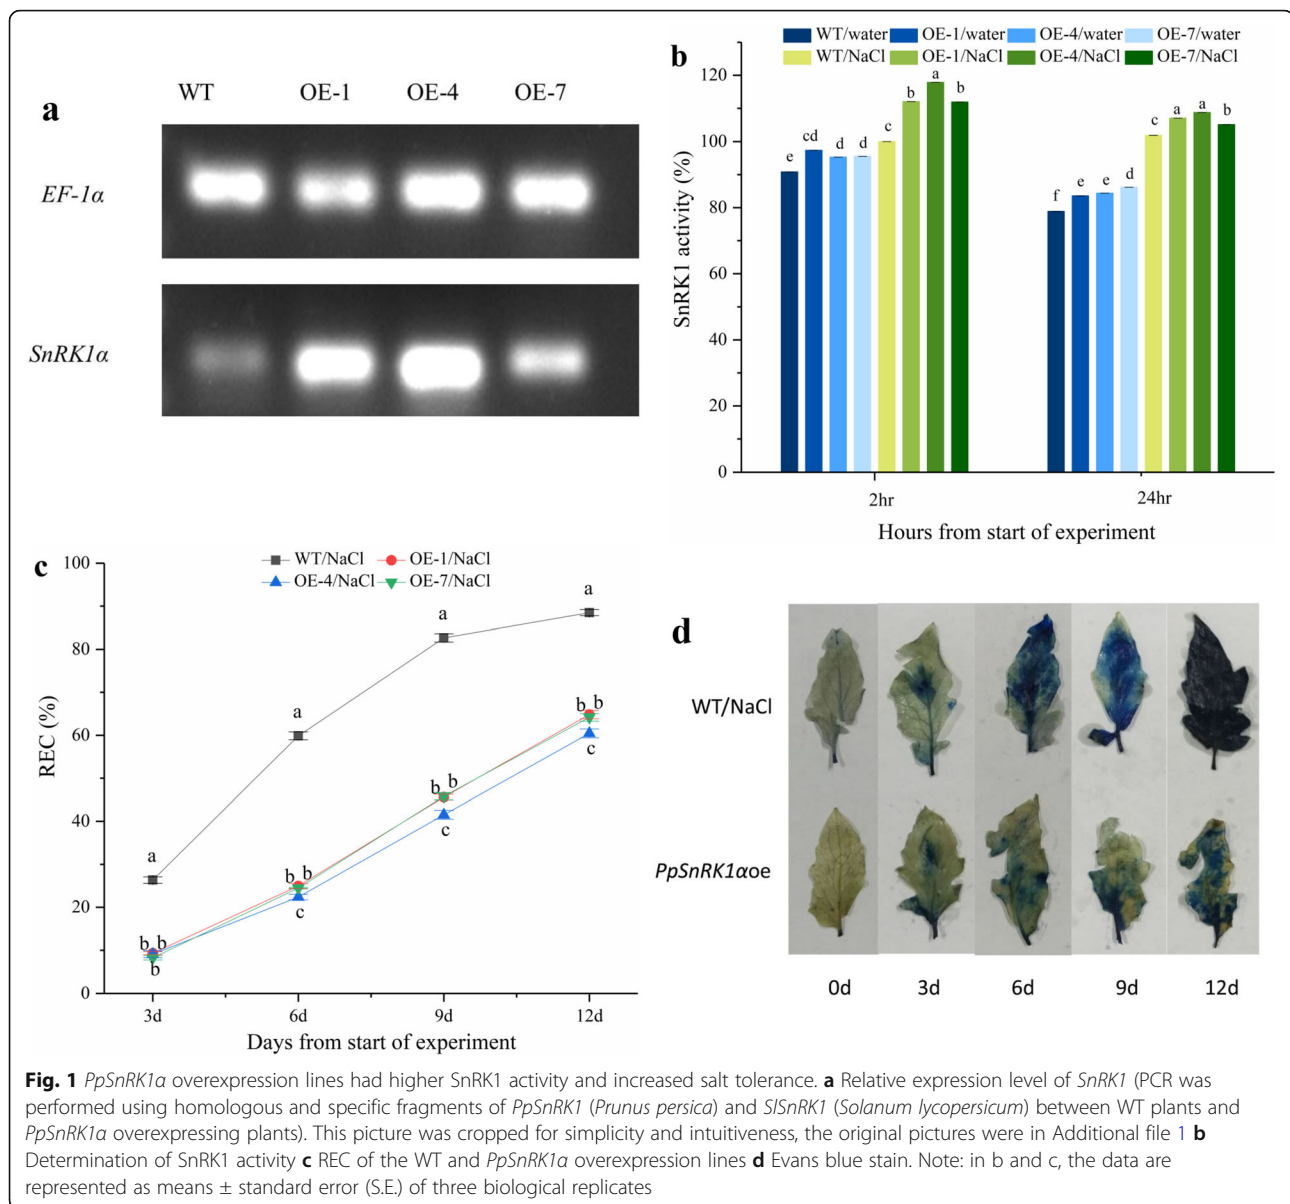 a
WT OE-1 OE-4 OE-7
EF-1α
SnRK1α
b
WT/water OE-1/water OE-4/water OE-7/water
WT/NaCl OE-1/NaCl OE-4/NaCl OE-7/NaCl
SnRK1 activity (%)
120
100
80
60
40
20
0
e cd d d c b a b
f e e d c a a b
2hr 24hr
Hours from start of experiment
c
WT/NaCl OE-1/NaCl
OE-4/NaCl OE-7/NaCl
REC (%)
100
80
60
40
20
0
a a a a
b b b b b b b b
b c c c
3d 6d 9d 12d
Days from start of experiment
d
WT/NaCl
PpSnRK1αoe
0d 3d 6d 9d 12d
Fig. 1 PpSnRK1α overexpression lines had higher SnRK1 activity and increased salt tolerance. a Relative expression level of SnRK1 (PCR was
performed using homologous and specific fragments of PpSnRK1 (Prunus persica) and SlSnRK1 (Solanum lycopersicum) between WT plants and
PpSnRK1α overexpressing plants). This picture was cropped for simplicity and intuitiveness, the original pictures were in Additional file 1 b
Determination of SnRK1 activity c REC of the WT and PpSnRK1α overexpression lines d Evans blue stain. Note: in b and c, the data are
represented as means ± standard error (S.E.) of three biological replicates